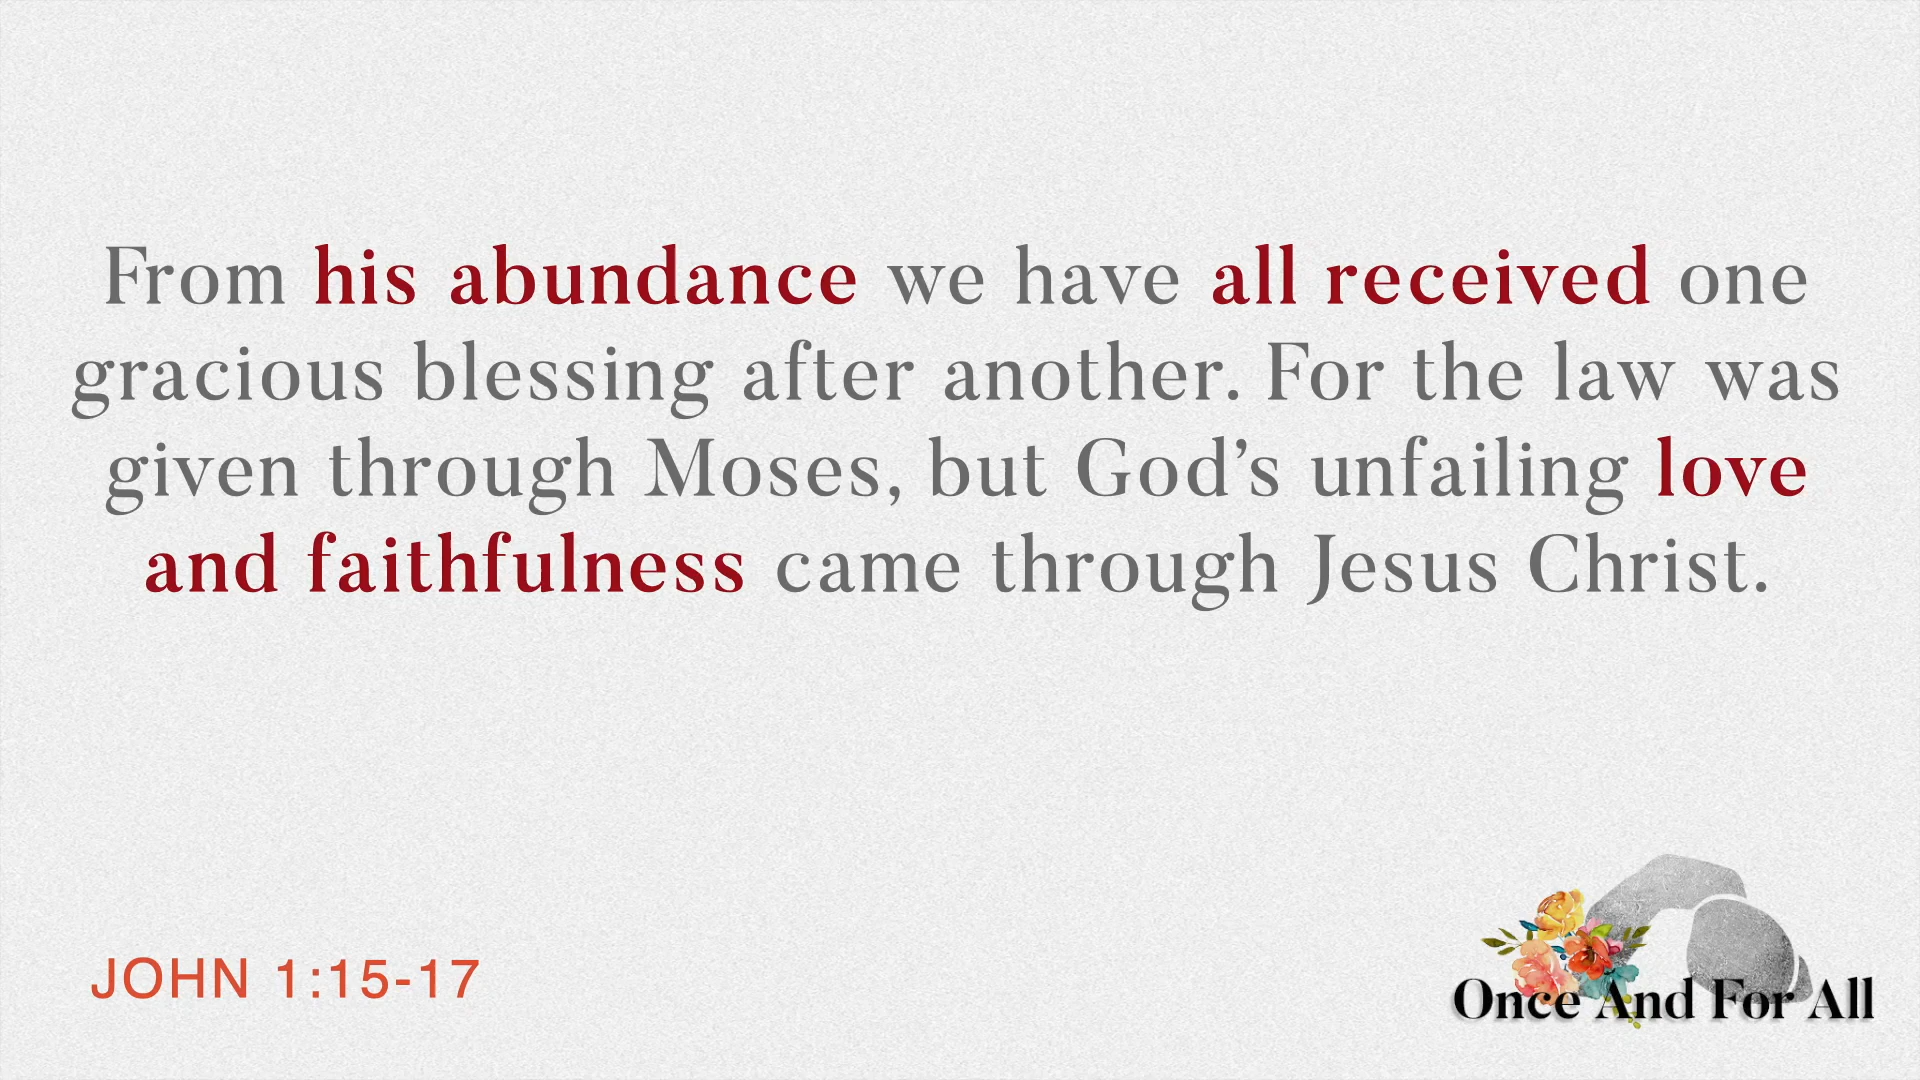 From his abundance we have all received one
gracious blessing after another. For the law was
given through Moses, but God’s unfailing love
and faithfulness came through Jesus Christ.
JOHN 1:15-17
Once And For All